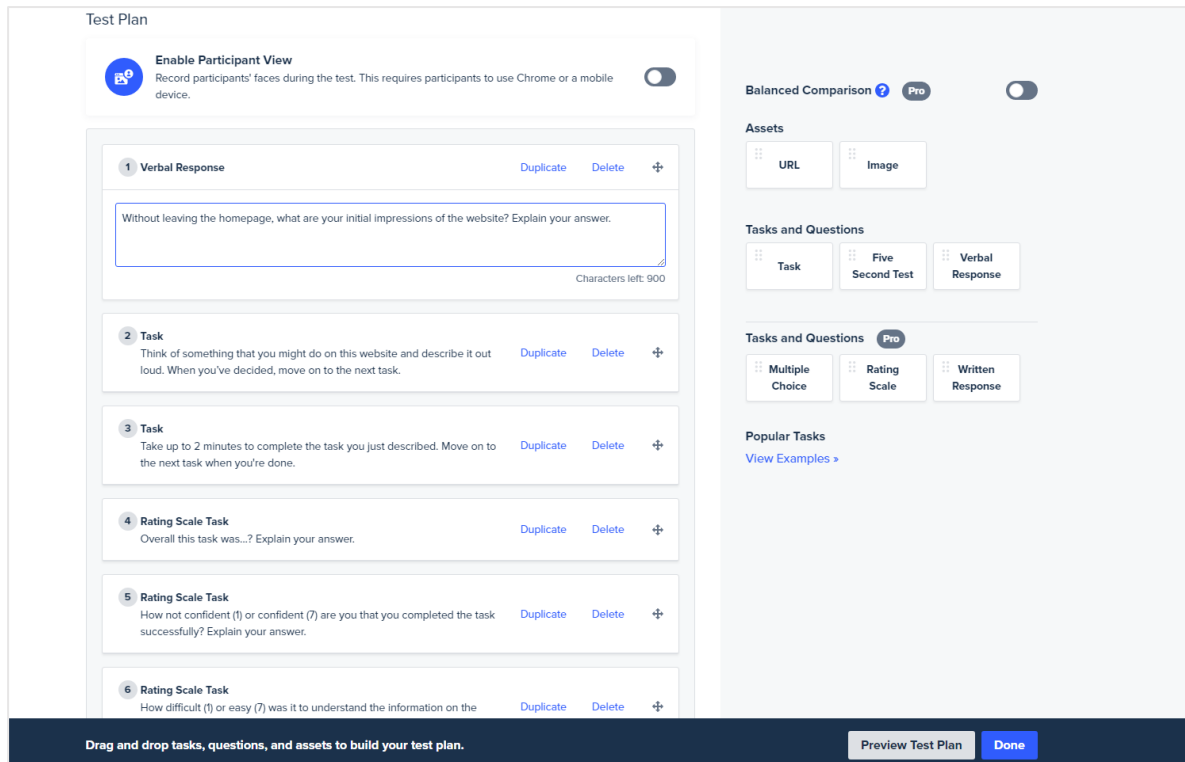 Test Plan
Enable Participant View
Record participants' faces during the test. This requires participants to use Chrome or a mobile
device.
1 Verbal Response Duplicate Delete
Without leaving the homepage, what are your initial impressions of the website? Explain your answer.
Characters left: 900
2 Task
Think of something that you might do on this website and describe it out
loud. When you've decided, move on to the next task.
Duplicate Delete
3 Task
Take up to 2 minutes to complete the task you just described. Move on to
the next task when you're done.
Duplicate Delete
4 Rating Scale Task
Overall this task was...? Explain your answer.
Duplicate Delete
5 Rating Scale Task
How not confident (1) or confident (7) are you that you completed the task
successfully? Explain your answer.
Duplicate Delete
6 Rating Scale Task
How difficult (1) or easy (7) was it to understand the information on the
Duplicate Delete
Balanced Comparison ? Pro
Assets
URL
Image
Tasks and Questions
Task
Five
Second Test
Verbal
Response
Tasks and Questions Pro
Multiple
Choice
Rating
Scale
Written
Response
Popular Tasks
View Examples »
Drag and drop tasks, questions, and assets to build your test plan.
Preview Test Plan
Done